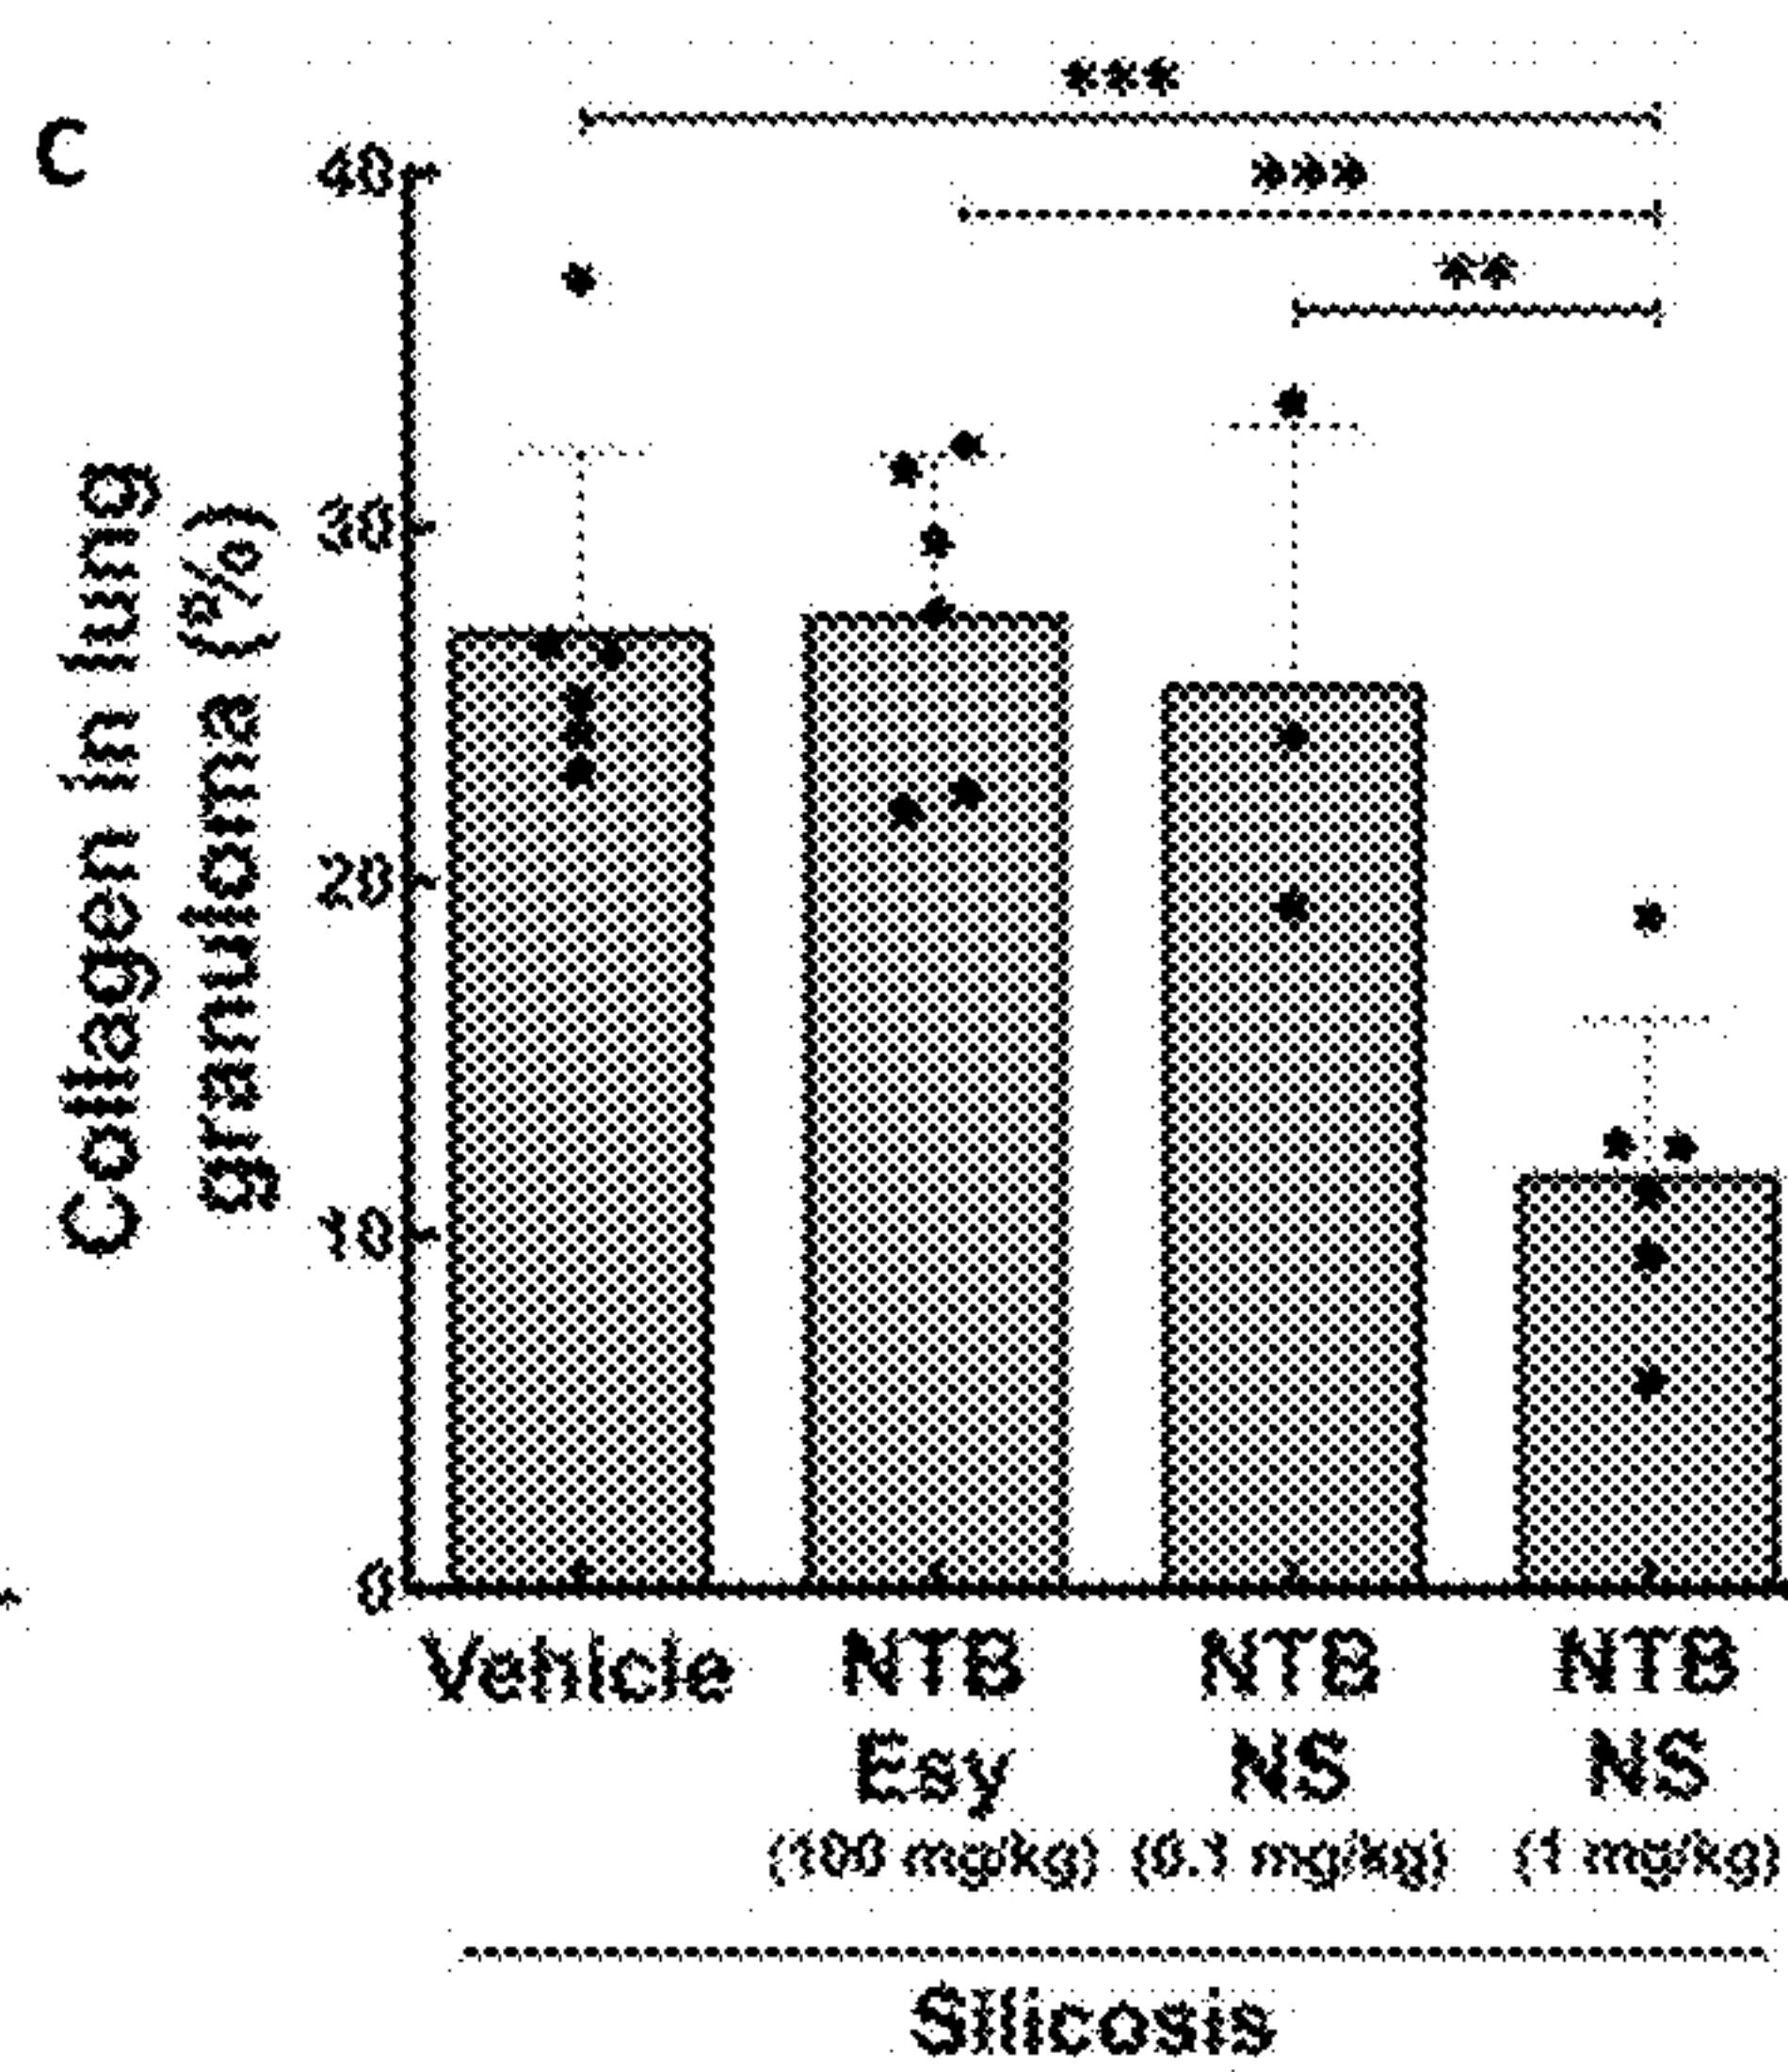 C
***
***
**
40
30
20
10
0
Collagen in lung
granuloma (%)
Vehicle
NTB
Esy
(100 mg/kg)
NTB
NS
(0.1 mg/kg)
NTB
NS
(1 mg/kg)
Silicosis